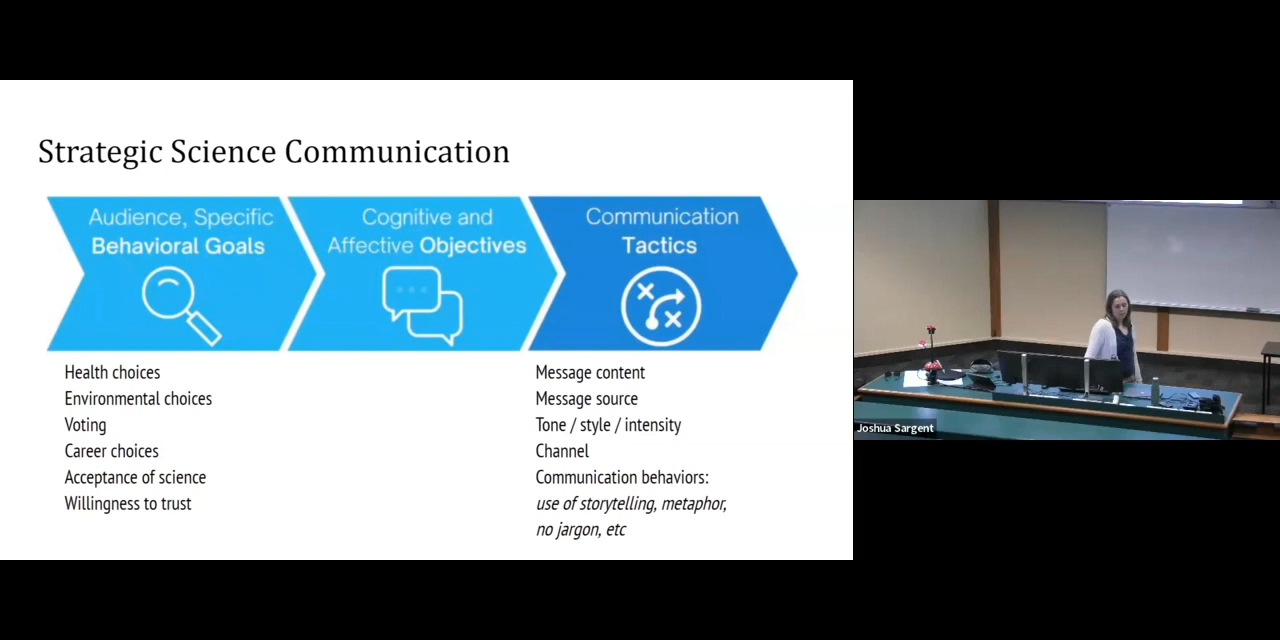 Strategic Science Communication
Audience, Specific
Behavioral Goals
Cognitive and
Affective Objectives
Communication
Tactics
Health choices
Environmental choices
Voting
Career choices
Acceptance of science
Willingness to trust
Message content
Message source
Tone / style / intensity
Channel
Communication behaviors:
use of storytelling, metaphor,
no jargon, etc
Joshua Sargent